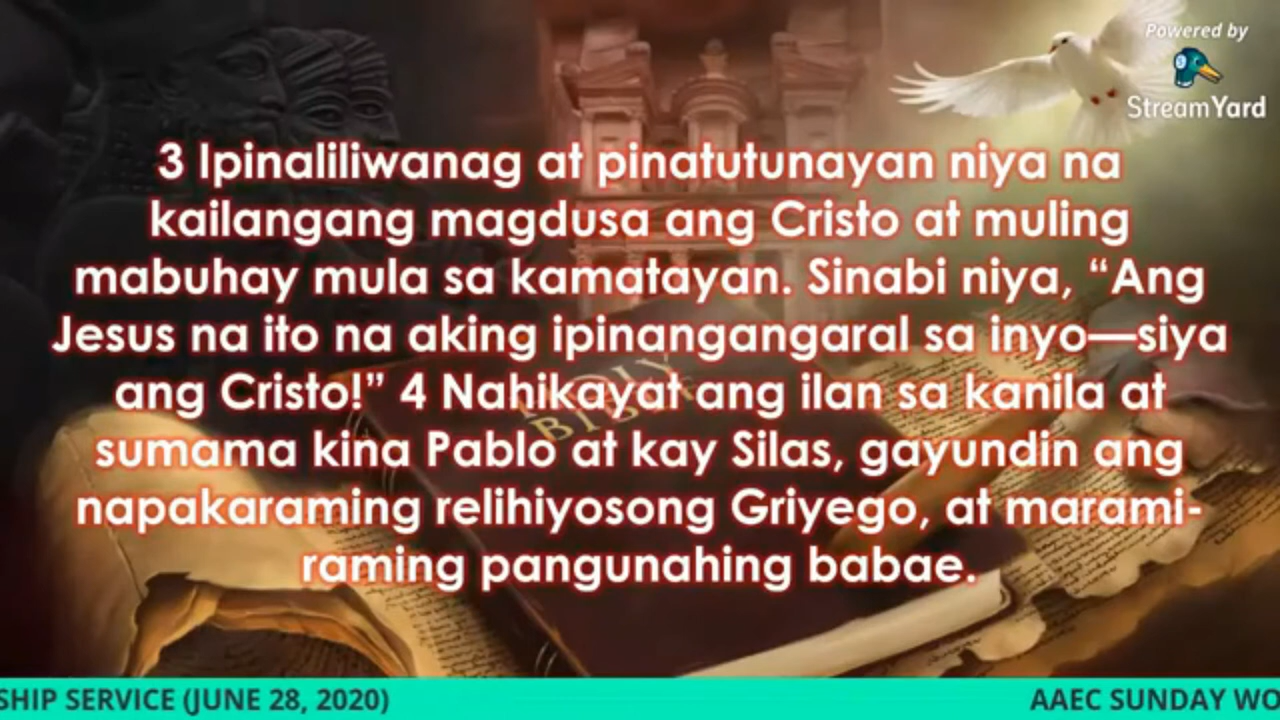 Powered by
StreamYard
3 Ipinaliliwanag at pinatutunayan niya na
kailangang magdusa ang Cristo at muling
mabuhay mula sa kamatayan. Sinabi niya, “Ang
Jesus na ito na aking ipinangangaral sa inyo—siya
ang Cristo!” 4 Nahikayat ang ilan sa kanila at
sumama kina Pablo at kay Silas, gayundin ang
napakaraming relihiyosong Griyego, at marami-
raming pangunahing babae.
HOLY
BIBLE
SHIP SERVICE (JUNE 28, 2020) AAEC SUNDAY WO